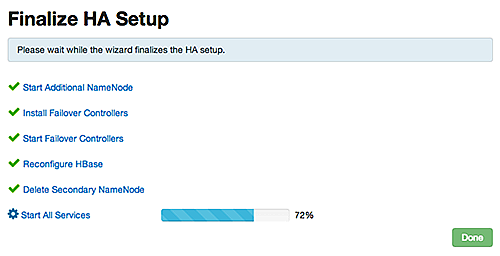 Finalize HA Setup
Please wait while the wizard finalizes the HA setup.
Start Additional NameNode
Install Failover Controllers
Start Failover Controllers
Reconfigure HBase
Delete Secondary NameNode
Start All Services 72%
Done